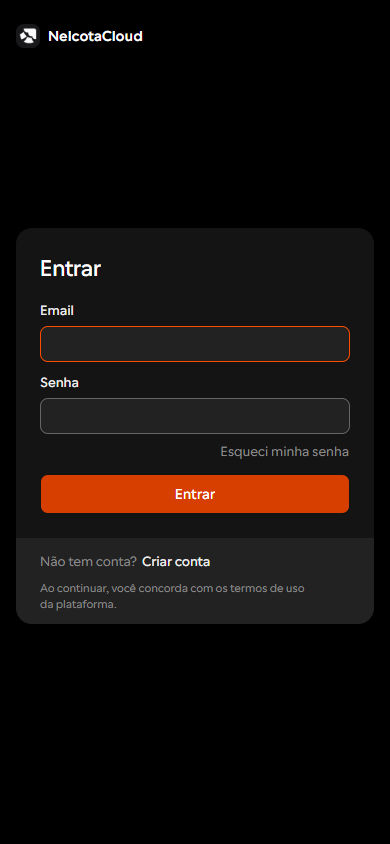 NelcotaCloud
Entrar
Email
Senha
Esqueci minha senha
Entrar
Não tem conta? Criar conta
Ao continuar, você concorda com os termos de uso
da plataforma.